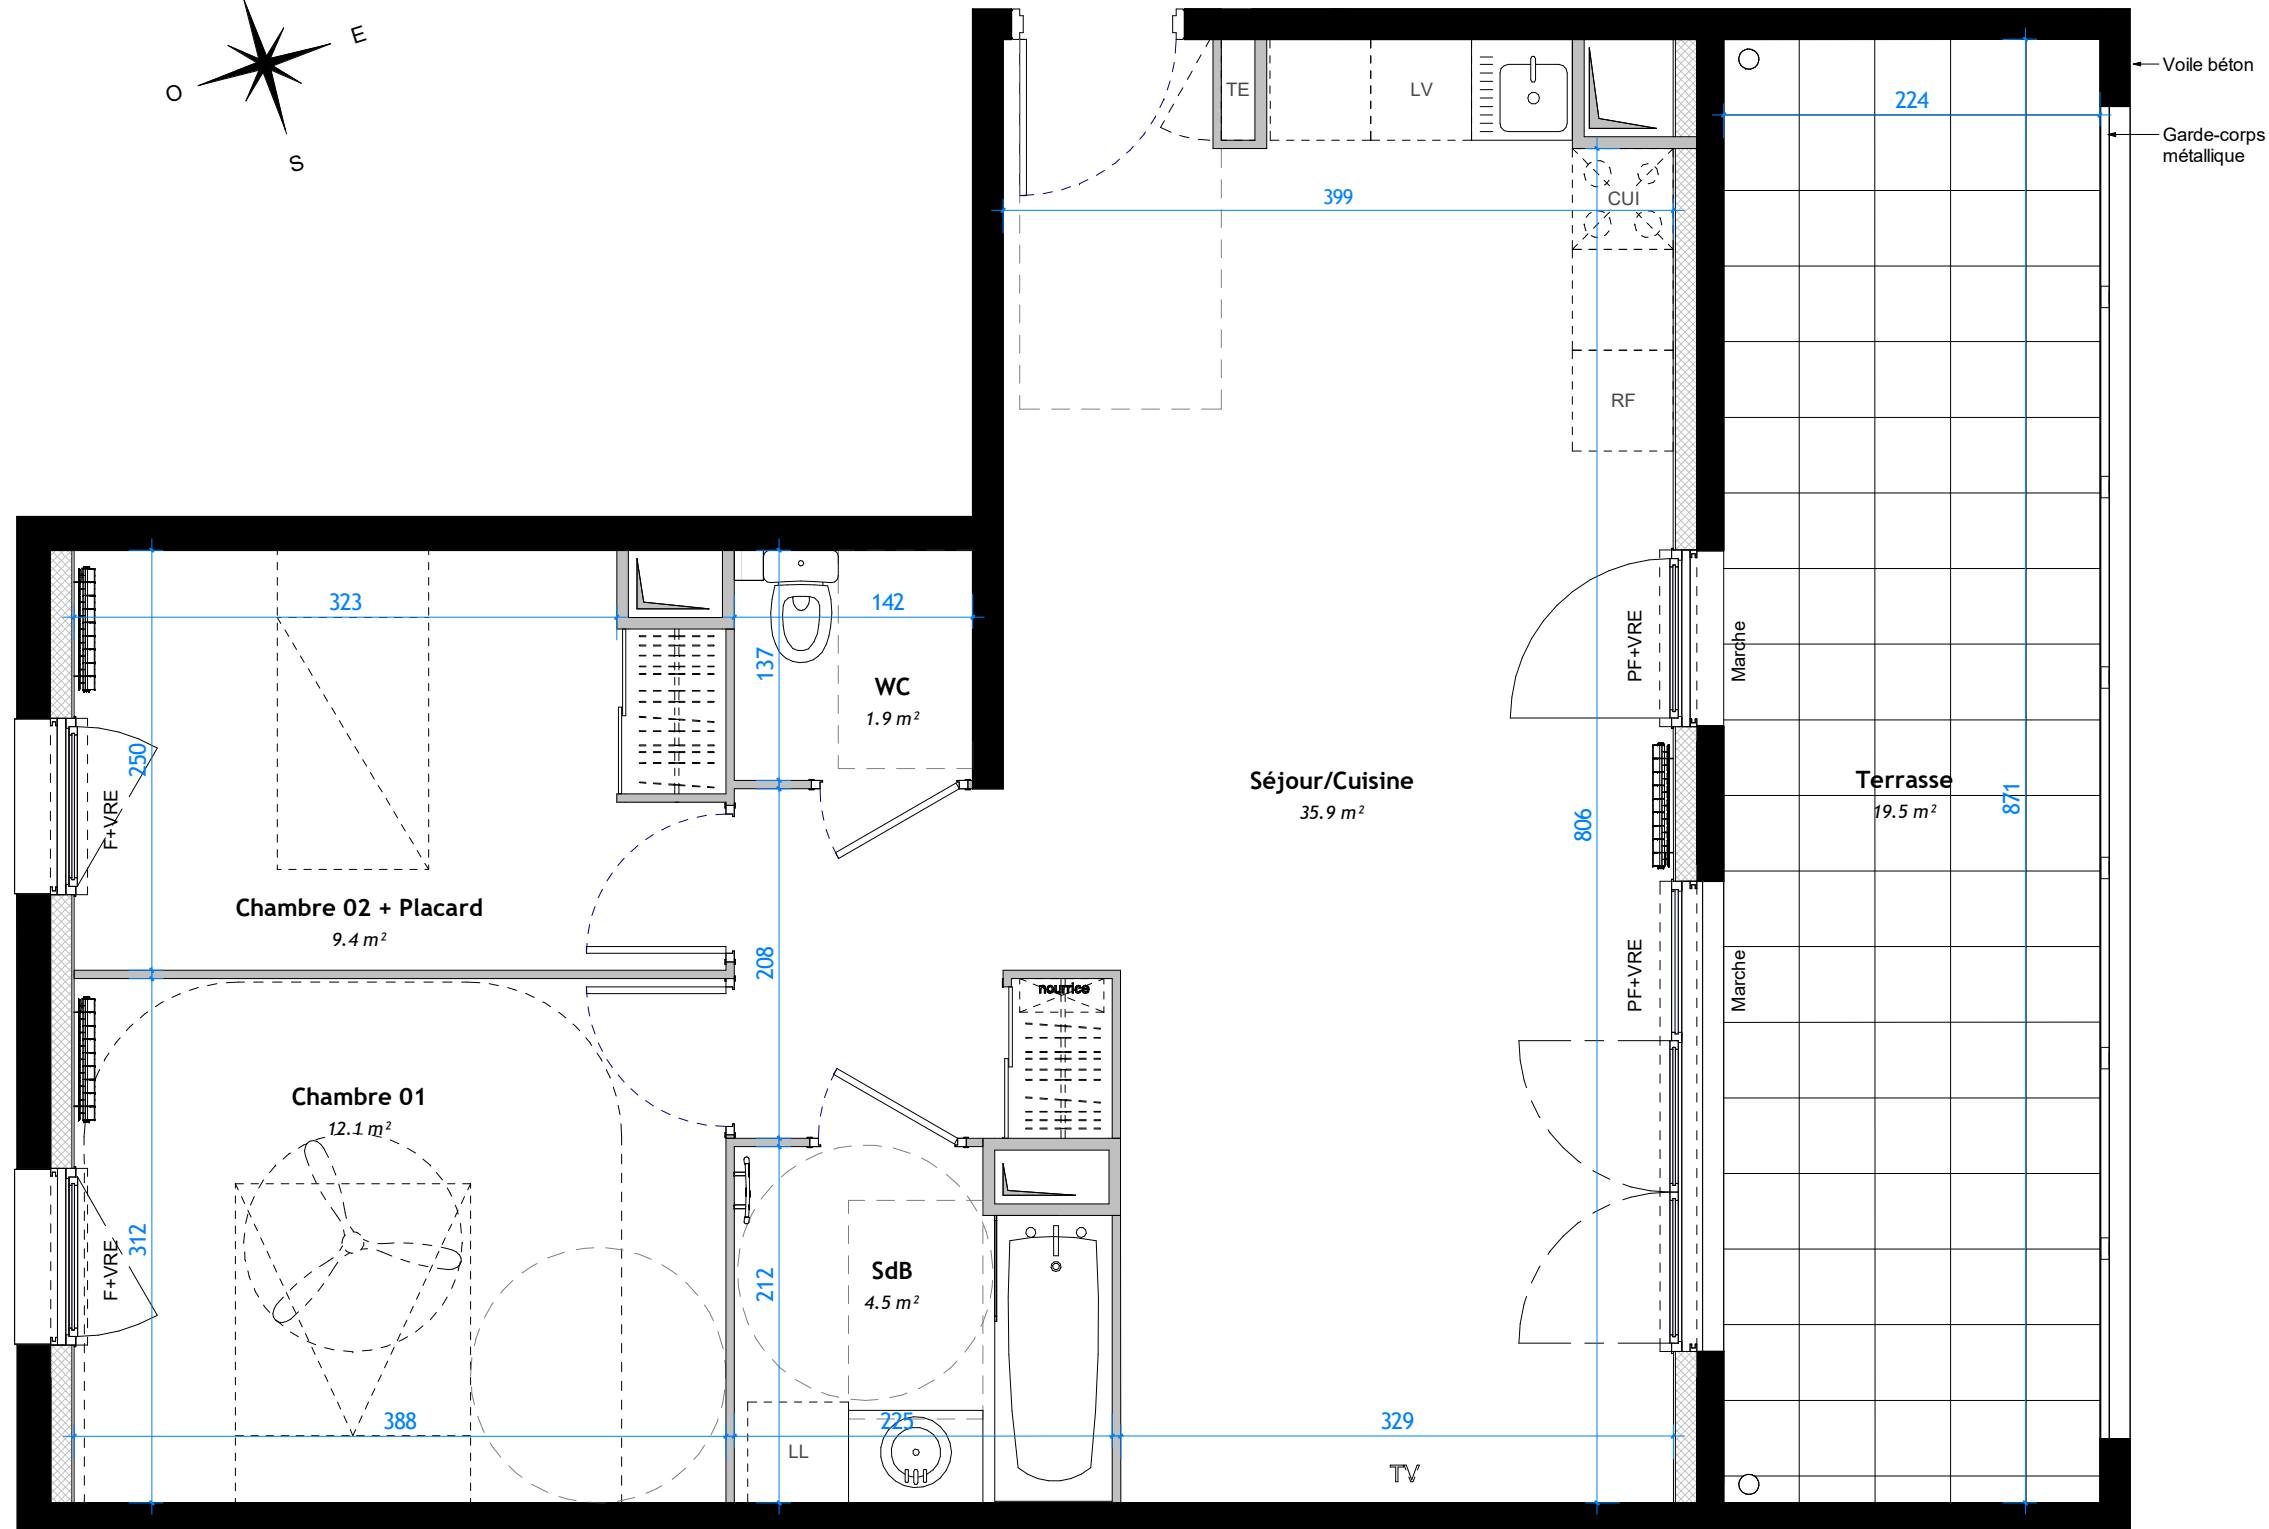 E
O
S
Voile béton
Garde-corps
métallique
TE
LV
224
399
CUI
RF
323
142
137
WC
1.9 m²
PF+VRE
Marche
250
F+VRE
Séjour/Cuisine
35.9 m²
806
Terrasse
19.5 m²
871
Chambre 02 + Placard
9.4 m²
208
nourrice
PF+VRE
Marche
Chambre 01
12.1 m²
312
F+VRE
SdB
4.5 m²
212
388
225
329
LL
TV